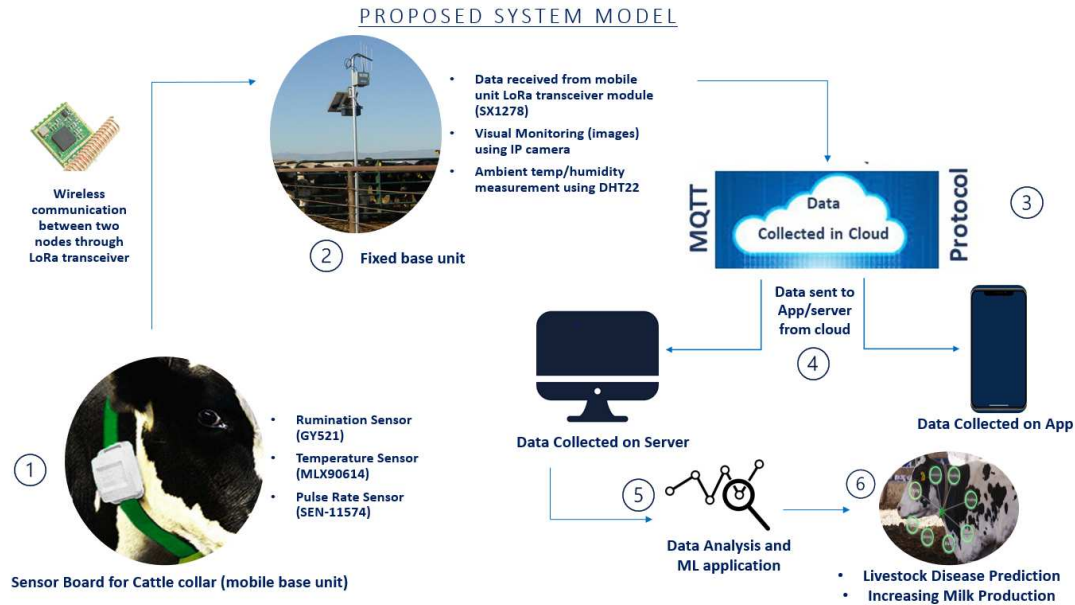 PROPOSED SYSTEM MODEL
Wireless
communication
between two
nodes through
LoRa transceiver
• Data received from mobile
unit LoRa transceiver module
(SX1278)
• Visual Monitoring (images)
using IP camera
• Ambient temp/humidity
measurement using DHT22
2 Fixed base unit
MQTT
Data
Collected in Cloud
Protocol
3
Data sent to
App/server
from cloud
4
1
• Rumination Sensor
(GY521)
• Temperature Sensor
(MLX90614)
• Pulse Rate Sensor
(SEN-11574)
Sensor Board for Cattle collar (mobile base unit)
Data Collected on Server
Data Collected on App
5
Data Analysis and
ML application
6
• Livestock Disease Prediction
• Increasing Milk Production